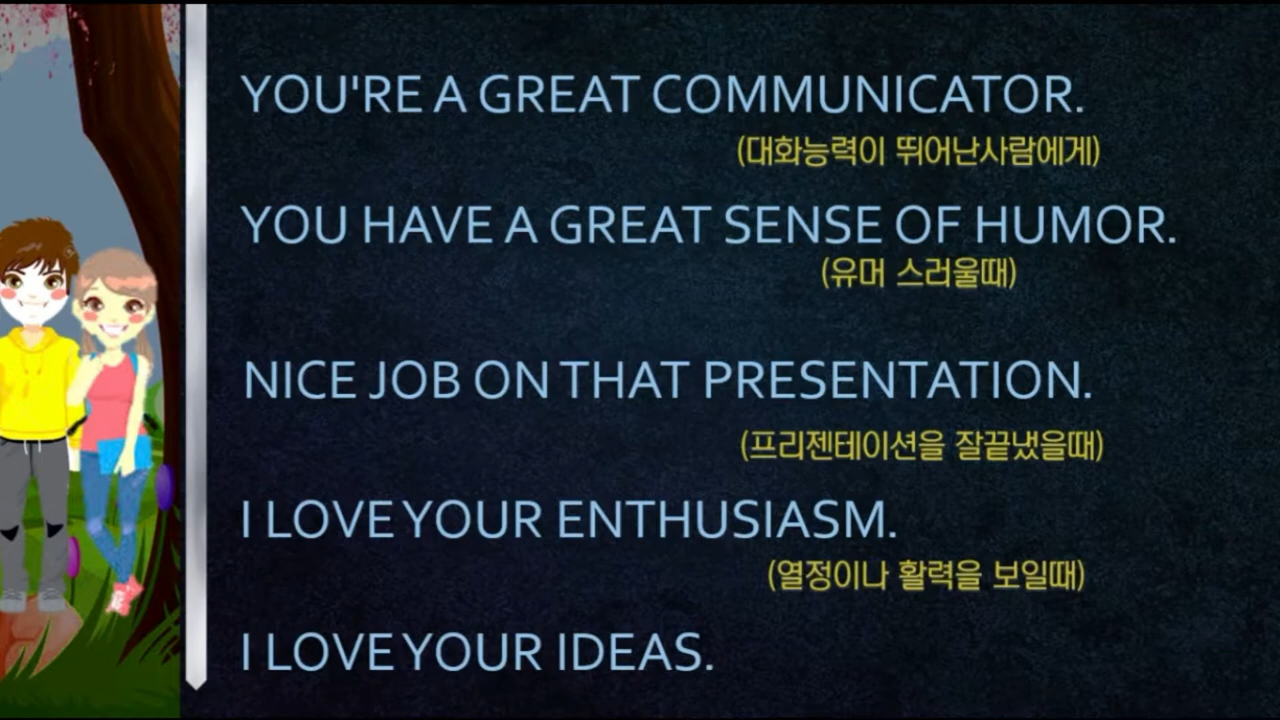 YOU'RE A GREAT COMMUNICATOR.
(대화능력이 뛰어난사람에게)
YOU HAVE A GREAT SENSE OF HUMOR.
(유머 스러울때)
NICE JOB ON THAT PRESENTATION.
(프리젠테이션을 잘끝냈을때)
I LOVE YOUR ENTHUSIASM.
(열정이나 활력을 보일때)
I LOVE YOUR IDEAS.